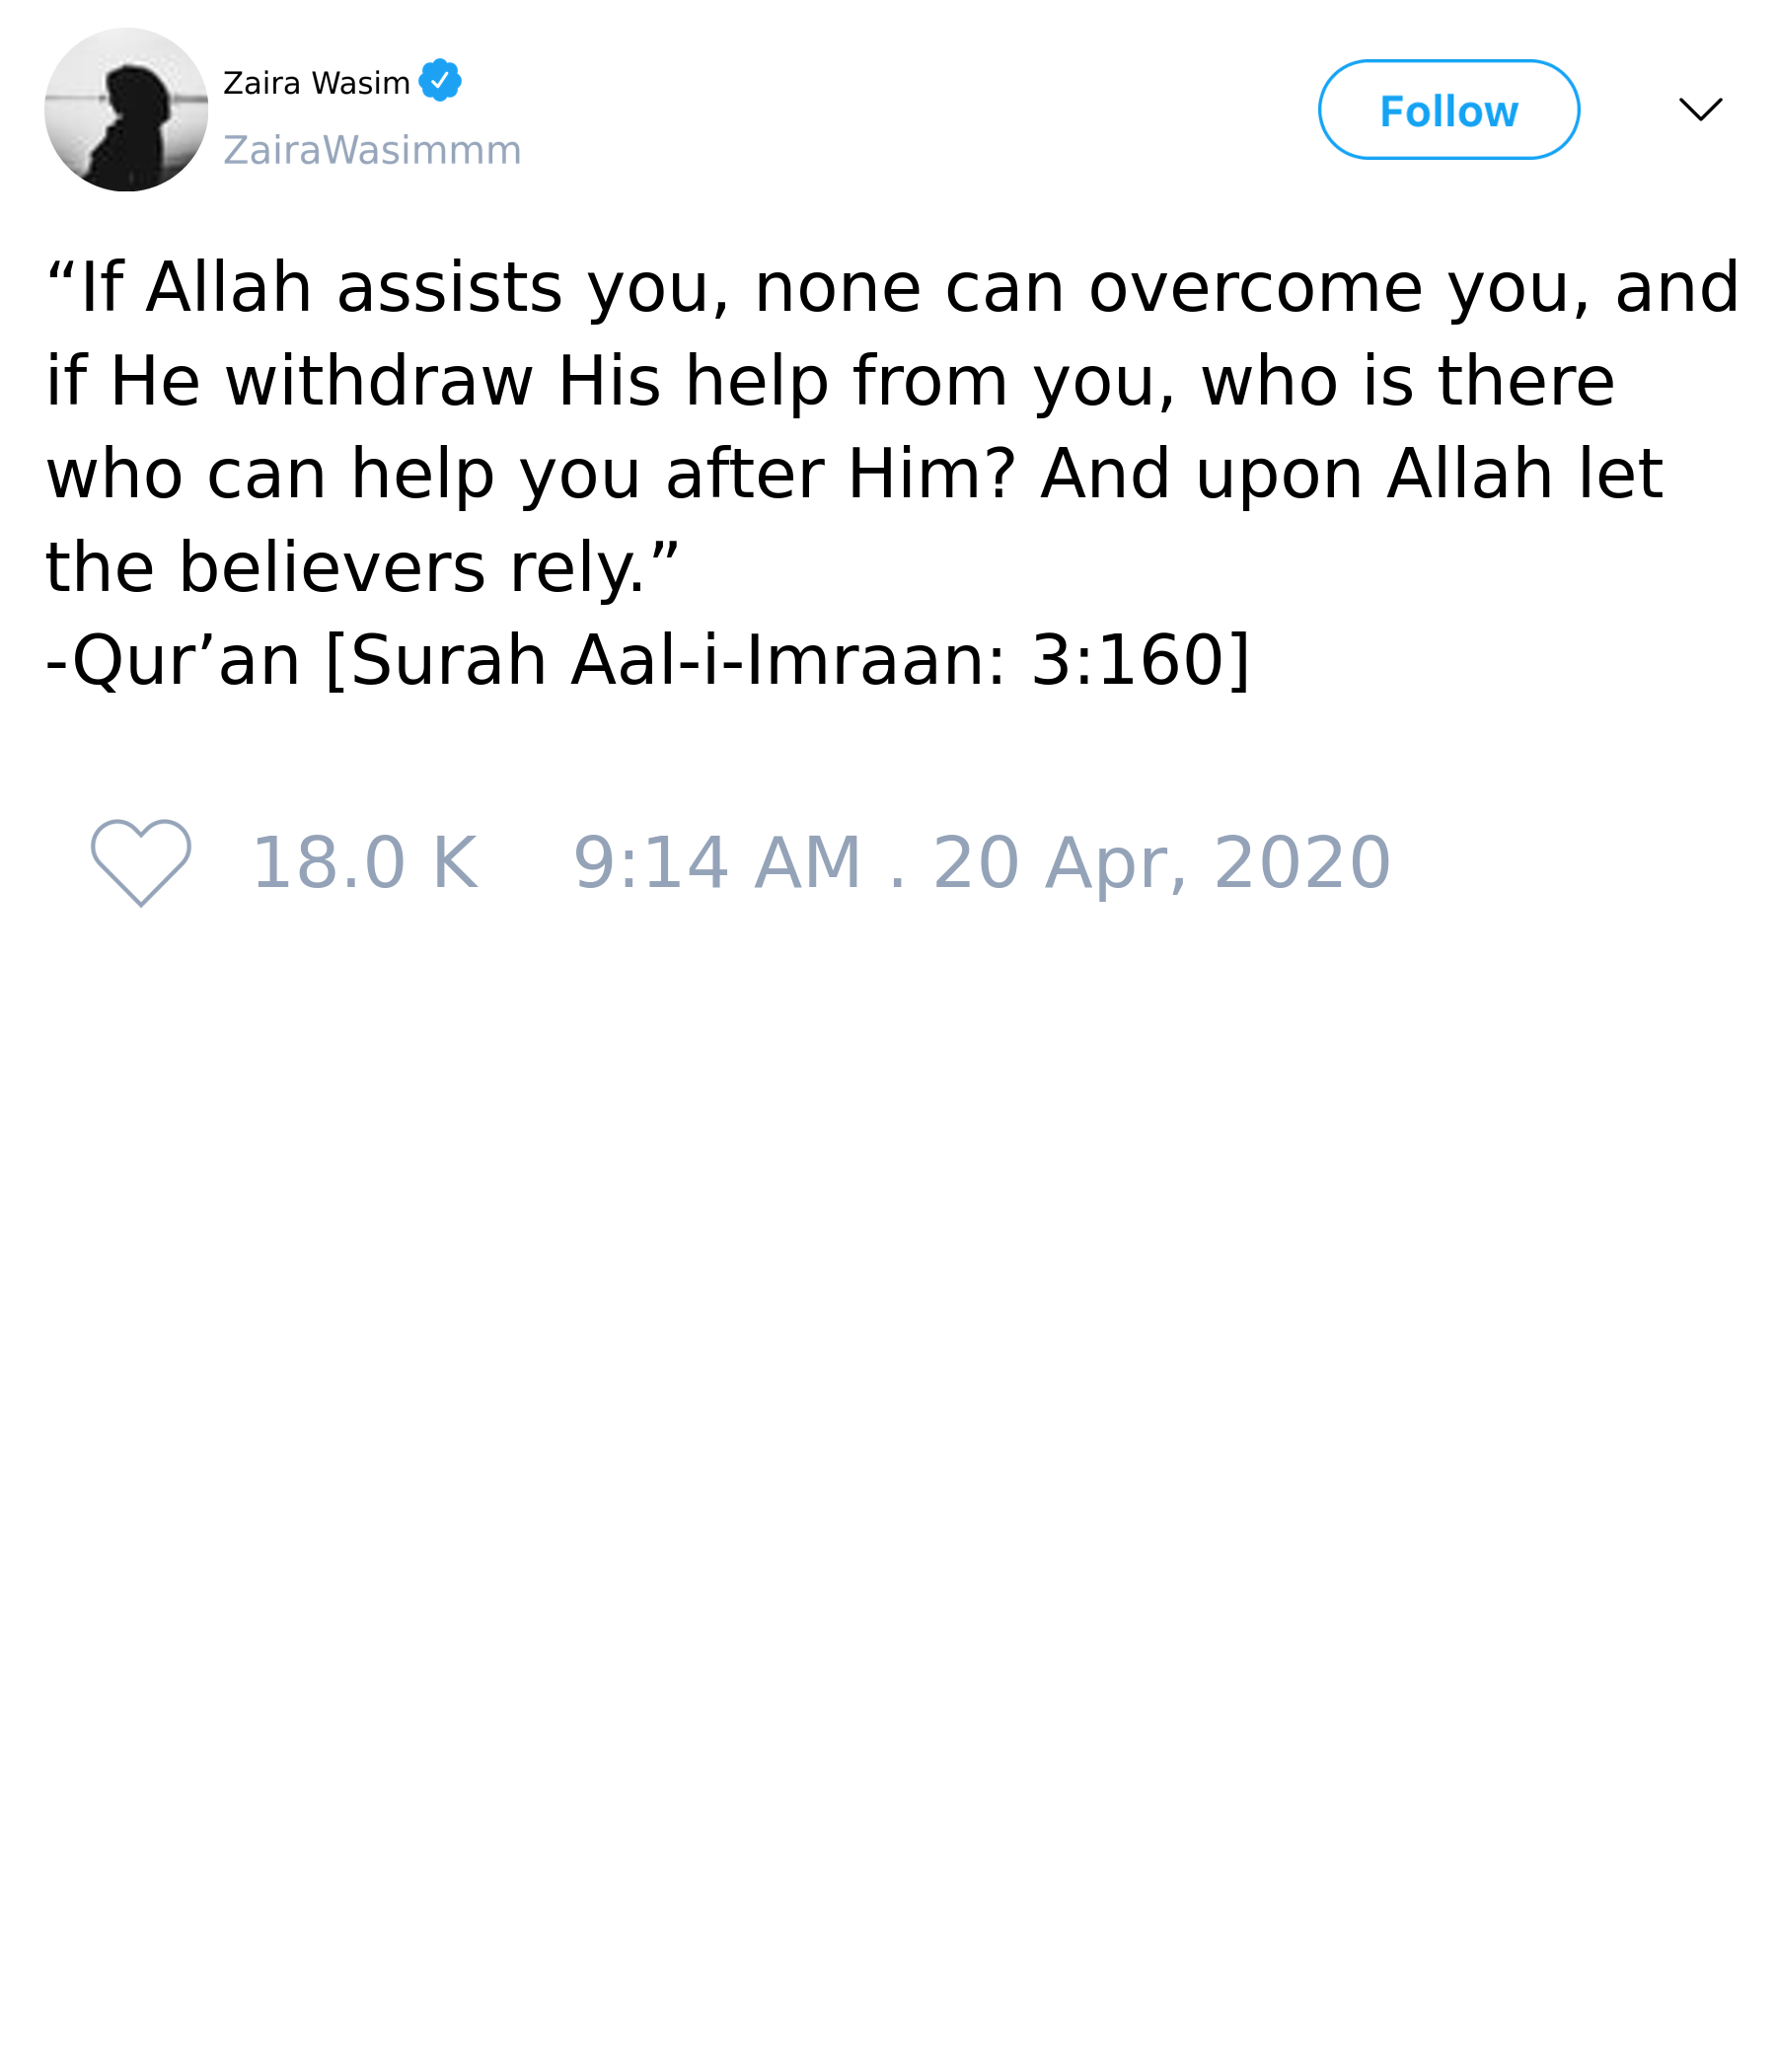 Zaira Wasim
ZairaWasimmm
Follow
“If Allah assists you, none can overcome you, and
if He withdraw His help from you, who is there
who can help you after Him? And upon Allah let
the believers rely.”
-Qur’an [Surah Aal-i-Imraan: 3:160]
18.0 K 9:14 AM . 20 Apr, 2020